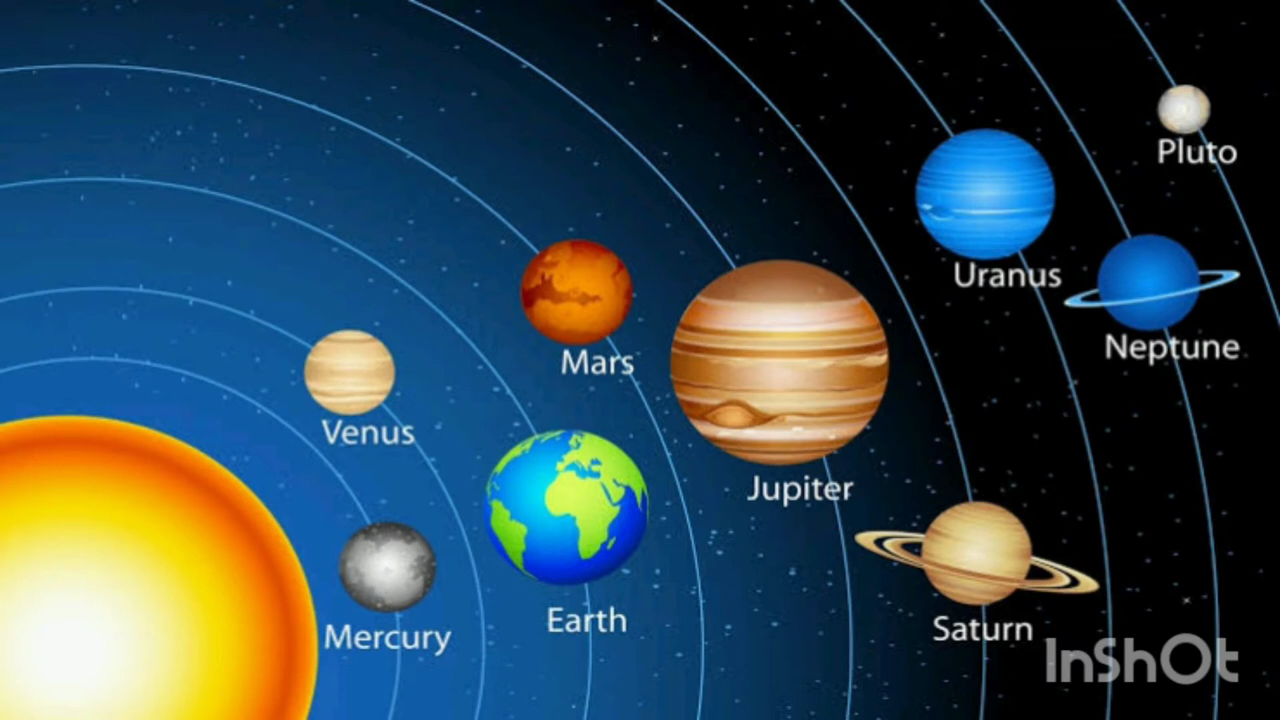 Pluto
Uranus
Neptune
Mars
Venus
Jupiter
Earth
Saturn
Mercury
InShOt